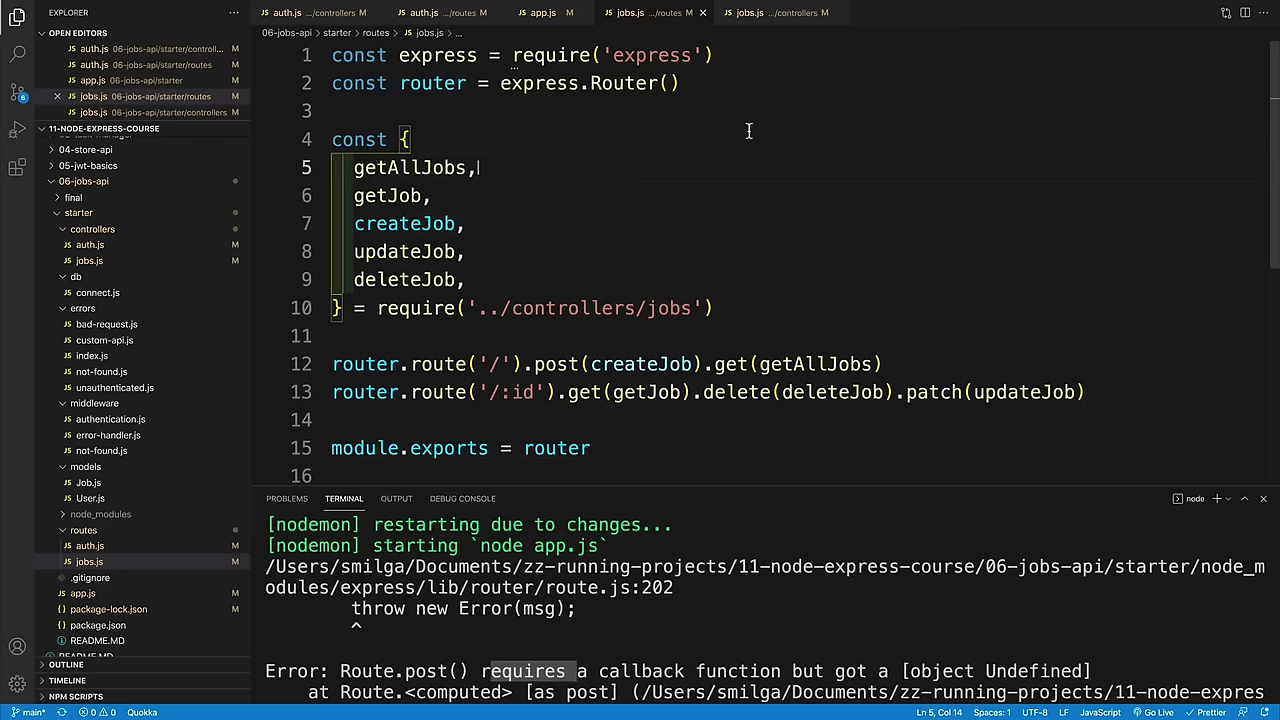 EXPLORER ...
auth.js .../controllers M auth.js .../routes M app.js M jobs.js .../routes M jobs.js .../controllers M
OPEN EDITORS
auth.js 06-jobs-api/starter/controll... M
auth.js 06-jobs-api/starter/routes M
app.js 06-jobs-api/starter M
jobs.js 06-jobs-api/starter/routes M
jobs.js 06-jobs-api/starter/controllers M
11-NODE-EXPRESS-COURSE
04-store-api
05-jwt-basics
06-jobs-api
final
starter
controllers
auth.js M
jobs.js M
db
connect.js
errors
bad-request.js
custom-api.js
index.js
not-found.js
unauthenticated.js
middleware
authentication.js
error-handler.js
not-found.js
models
Job.js
User.js
node_modules
routes
auth.js M
jobs.js M
.gitignore
app.js M
package-lock.json M
package.json
README.MD
OUTLINE
TIMELINE
NPM SCRIPTS
06-jobs-api > starter > routes > JS jobs.js > ...
1 const express = require('express')
2 const router = express.Router()
3
4 const {
5 getAllJobs,
6 getJob,
7 createJob,
8 updateJob,
9 deleteJob,
10 } = require('../controllers/jobs')
11
12 router.route('/').post(createJob).get(getAllJobs)
13 router.route('/:id').get(getJob).delete(deleteJob).patch(updateJob)
14
15 module.exports = router
16
PROBLEMS TERMINAL OUTPUT DEBUG CONSOLE node
[nodemon] restarting due to changes...
[nodemon] starting `node app.js`
/Users/smilga/Documents/zz-running-projects/11-node-express-course/06-jobs-api/starter/node_m
odules/express/lib/router/route.js:202
throw new Error(msg);
^
Error: Route.post() requires a callback function but got a [object Undefined]
at Route.<computed> [as post] (/Users/smilga/Documents/zz-running-projects/11-node-expres
main* 0 0 Quokka Ln 5, Col 14 Spaces: 1 UTF-8 LF JavaScript Go Live Prettier